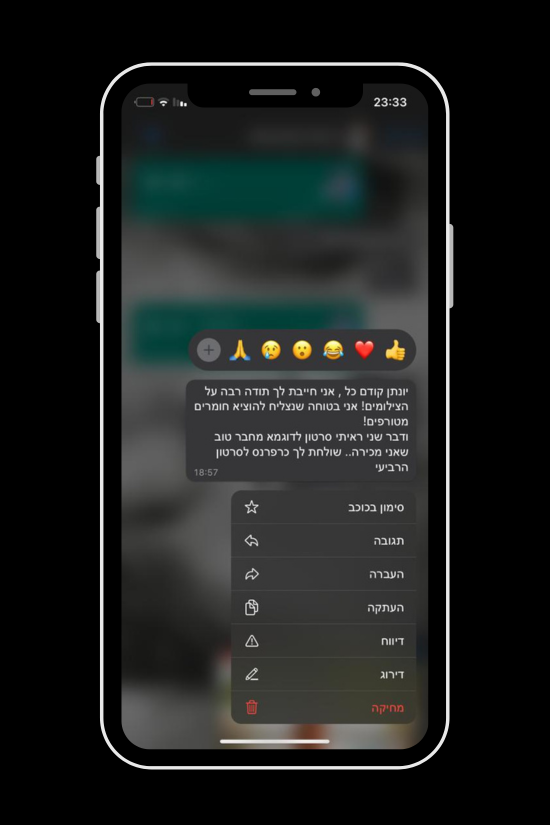 23:33
יונתן קודם כל , אני חייבת לך תודה רבה על
הצילומים! אני בטוחה שנצליח להוציא חומרים
מטורפים!
ודבר שני ראיתי סרטון לדוגמא מחבר טוב
שאני מכירה.. שולחת לך כרפרנס לסרטון
הרביעי
18:57
סימון בכוכב
תגובה
העברה
העתקה
דיווח
דירוג
מחיקה